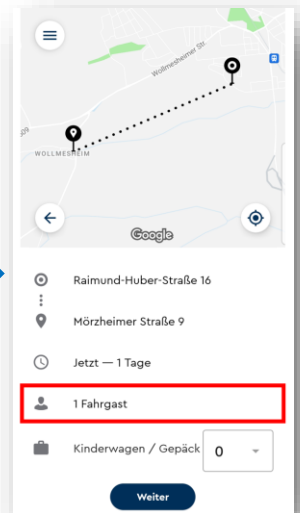 Wollmesheimer Str.
WOLLMESHEIM
Google
Raimund-Huber-Straße 16
Mörzheimer Straße 9
Jetzt — 1 Tage
1 Fahrgast
Kinderwagen / Gepäck 0
Weiter